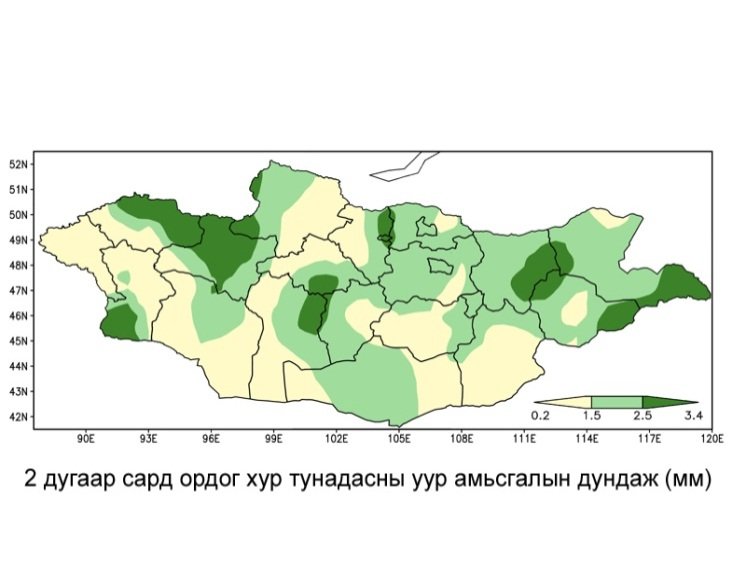 52N
51N
50N
49N
48N
47N
46N
45N
44N
43N
42N
0.2 1.5 2.5 3.4
90E 93E 96E 99E 102E 105E 108E 111E 114E 117E 120E
2 дугаар сард ордог хур тунадасны уур амьсгалын дундаж (мм)